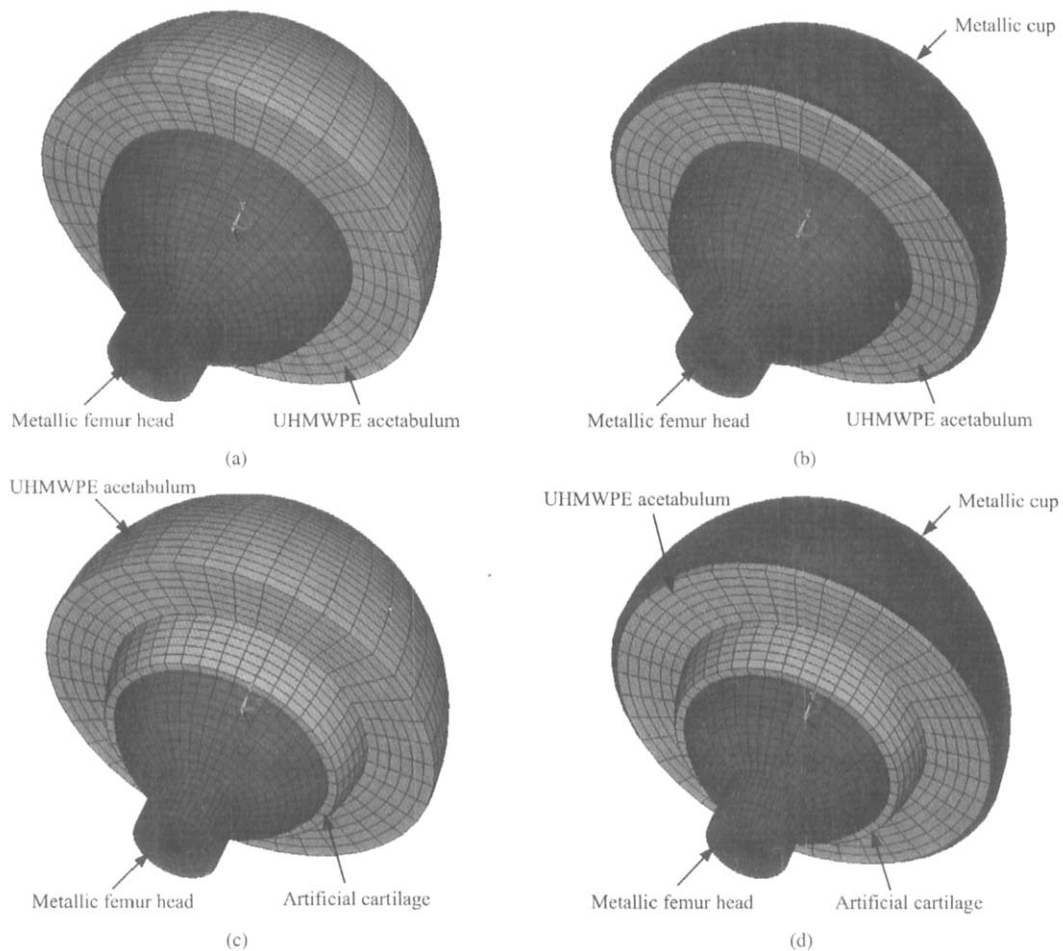 Metallic cup
Metallic femur head
UHMWPE acetabulum
Metallic femur head
UHMWPE acetabulum
(a)
(b)
UHMWPE acetabulum
UHMWPE acetabulum
Metallic cup
Metallic femur head
Artificial cartilage
Metallic femur head
Artificial cartilage
(c)
(d)